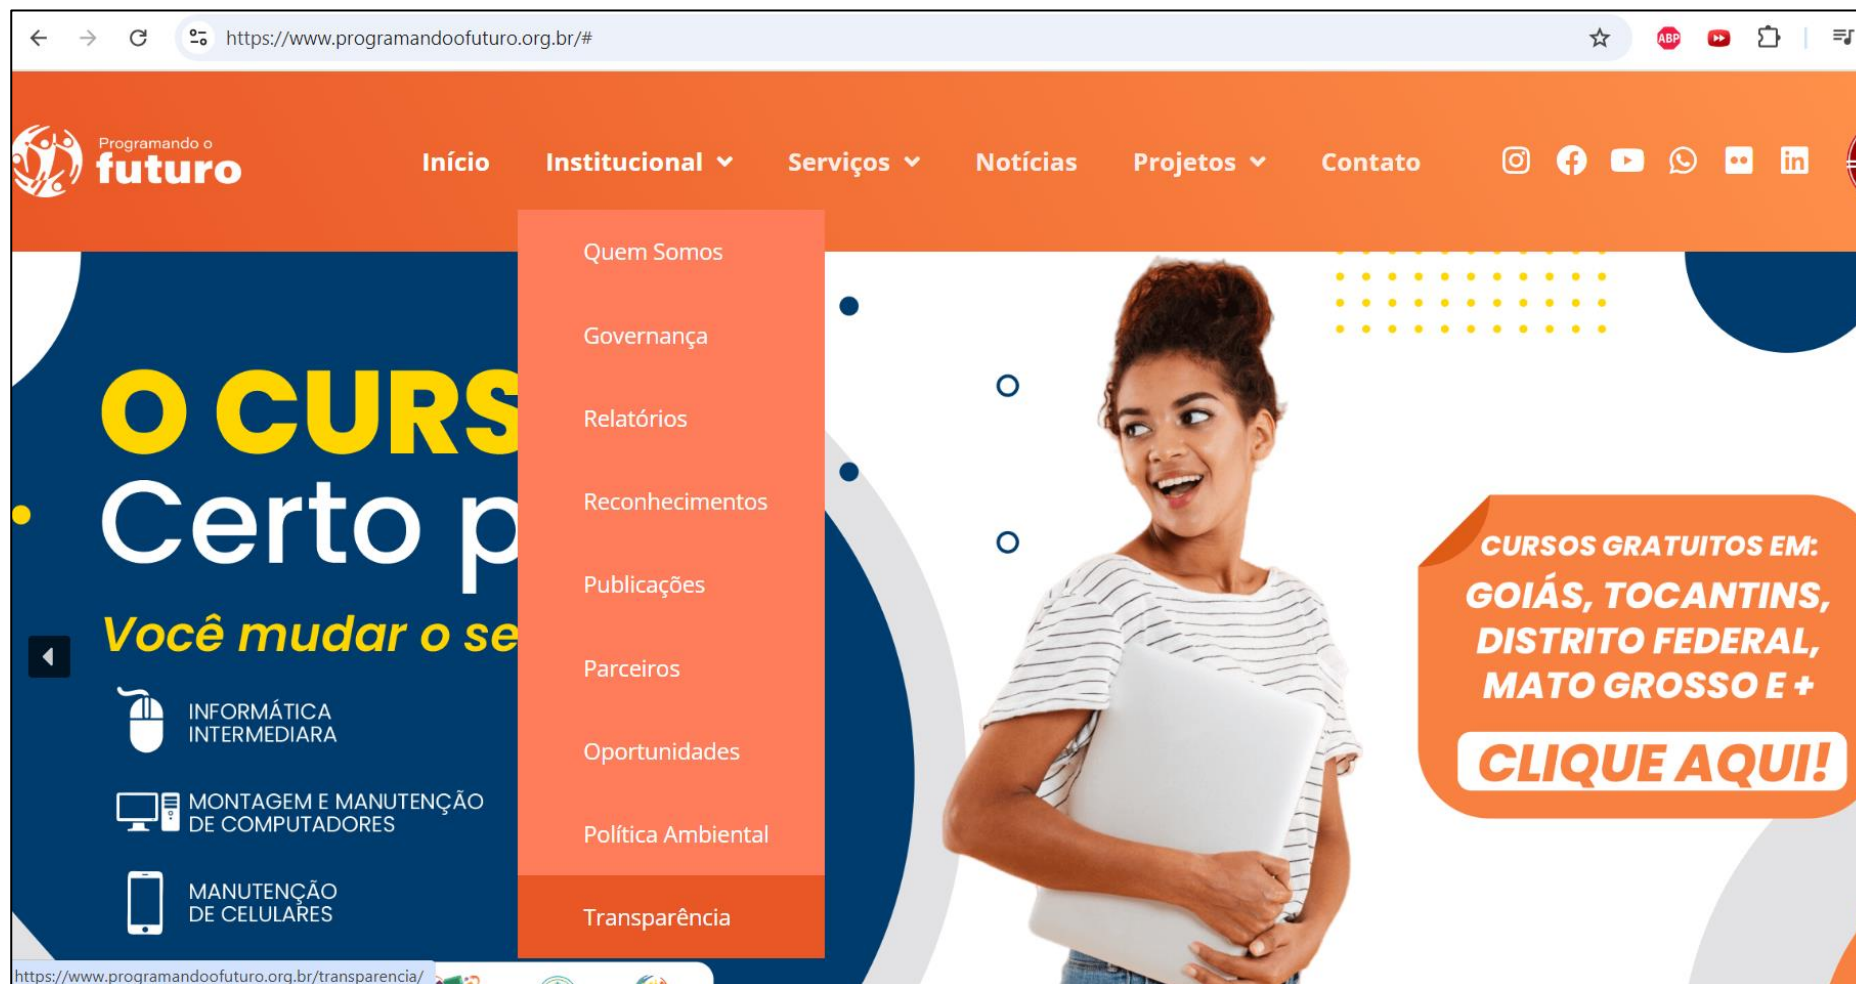 https://www.programandoofuturo.org.br/#
ABP
Programando o
futuro
Início
Institucional
Serviços
Notícias
Projetos
Contato
in
Quem Somos
Governança
Relatórios
Reconhecimentos
Publicações
Parceiros
Oportunidades
Política Ambiental
Transparência
O CURS
Certo p
Você mudar o se
INFORMÁTICA
INTERMEDIARA
MONTAGEM E MANUTENÇÃO
DE COMPUTADORES
MANUTENÇÃO
DE CELULARES
CURSOS GRATUITOS EM:
GOIÁS, TOCANTINS,
DISTRITO FEDERAL,
MATO GROSSO E +
CLIQUE AQUI!
https://www.programandoofuturo.org.br/transparencia/